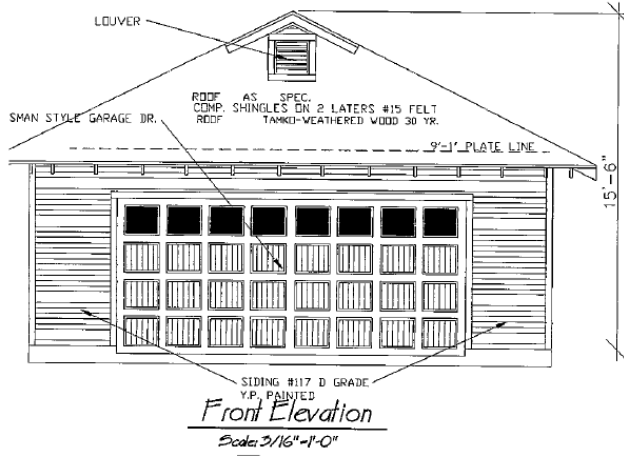 LOUVER
ROOF AS SPEC.
COMP. SHINGLES ON 2 LATERS #15 FELT
ROOF TAMKO-WEATHERED WOOD 30 YR.
SMAN STYLE GARAGE DR.
9'-1" PLATE LINE
15'-6"
SIDING #117 D GRADE
Y.P. PAINTED
Front Elevation
Scale: 3/16"-1'-0"